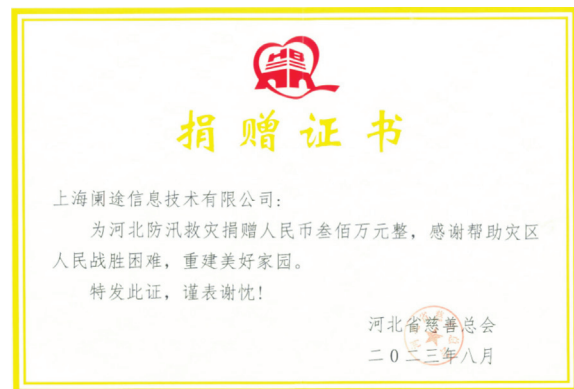 捐赠证书
上海阑途信息技术有限公司:
为河北防汛救灾捐赠人民币叁佰万元整，感谢帮助灾区
人民战胜困难，重建美好家园。
特发此证，谨表谢忱!
河北省慈善总会
二0二三年八月